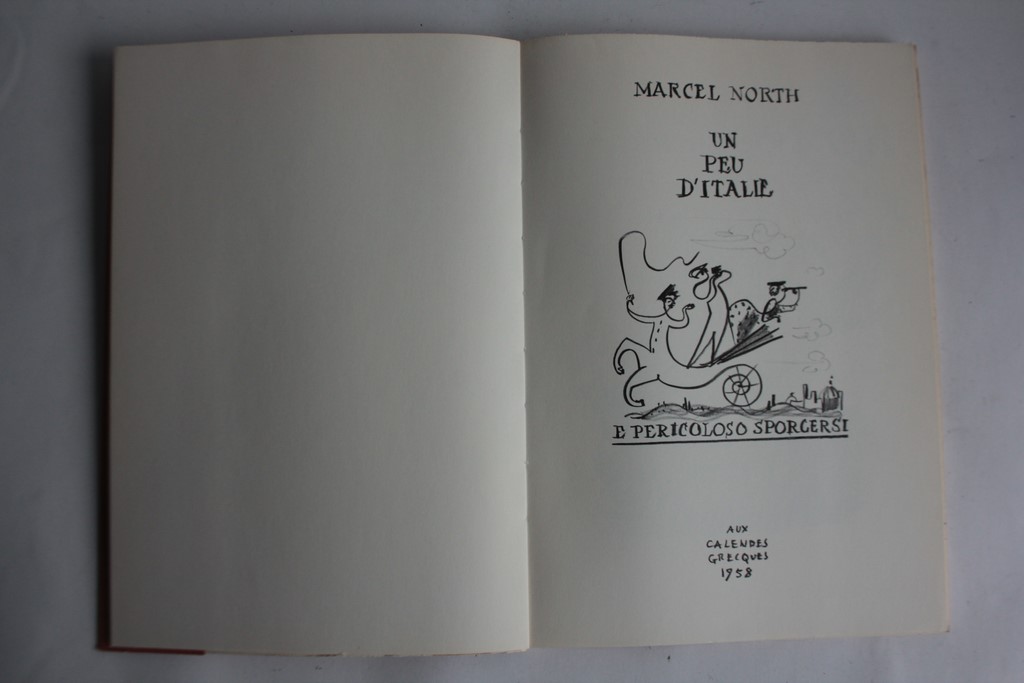 MARCEL NORTH
UN
PEU
D'ITALIE
E PERICOLOSO SPORGERSI
AUX
CALENDES
GRECQUES
1958